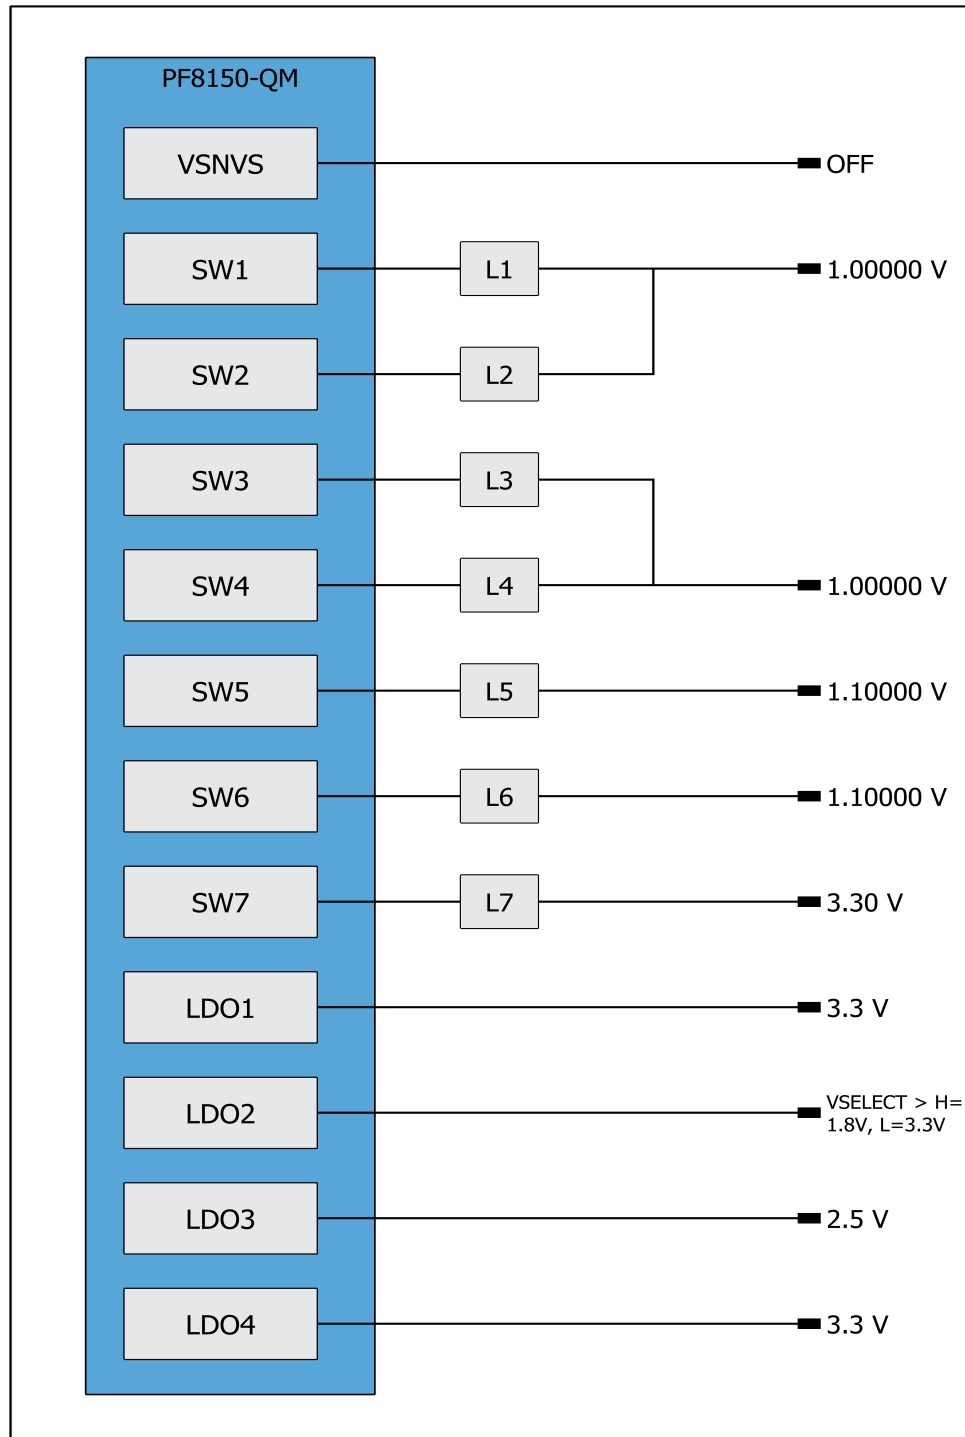 PF8150-QM
VSNVS
OFF
SW1
L1
1.00000 V
SW2
L2
SW3
L3
SW4
L4
1.00000 V
SW5
L5
1.10000 V
SW6
L6
1.10000 V
SW7
L7
3.30 V
LDO1
3.3 V
LDO2
VSELECT > H=
1.8V, L=3.3V
LDO3
2.5 V
LDO4
3.3 V